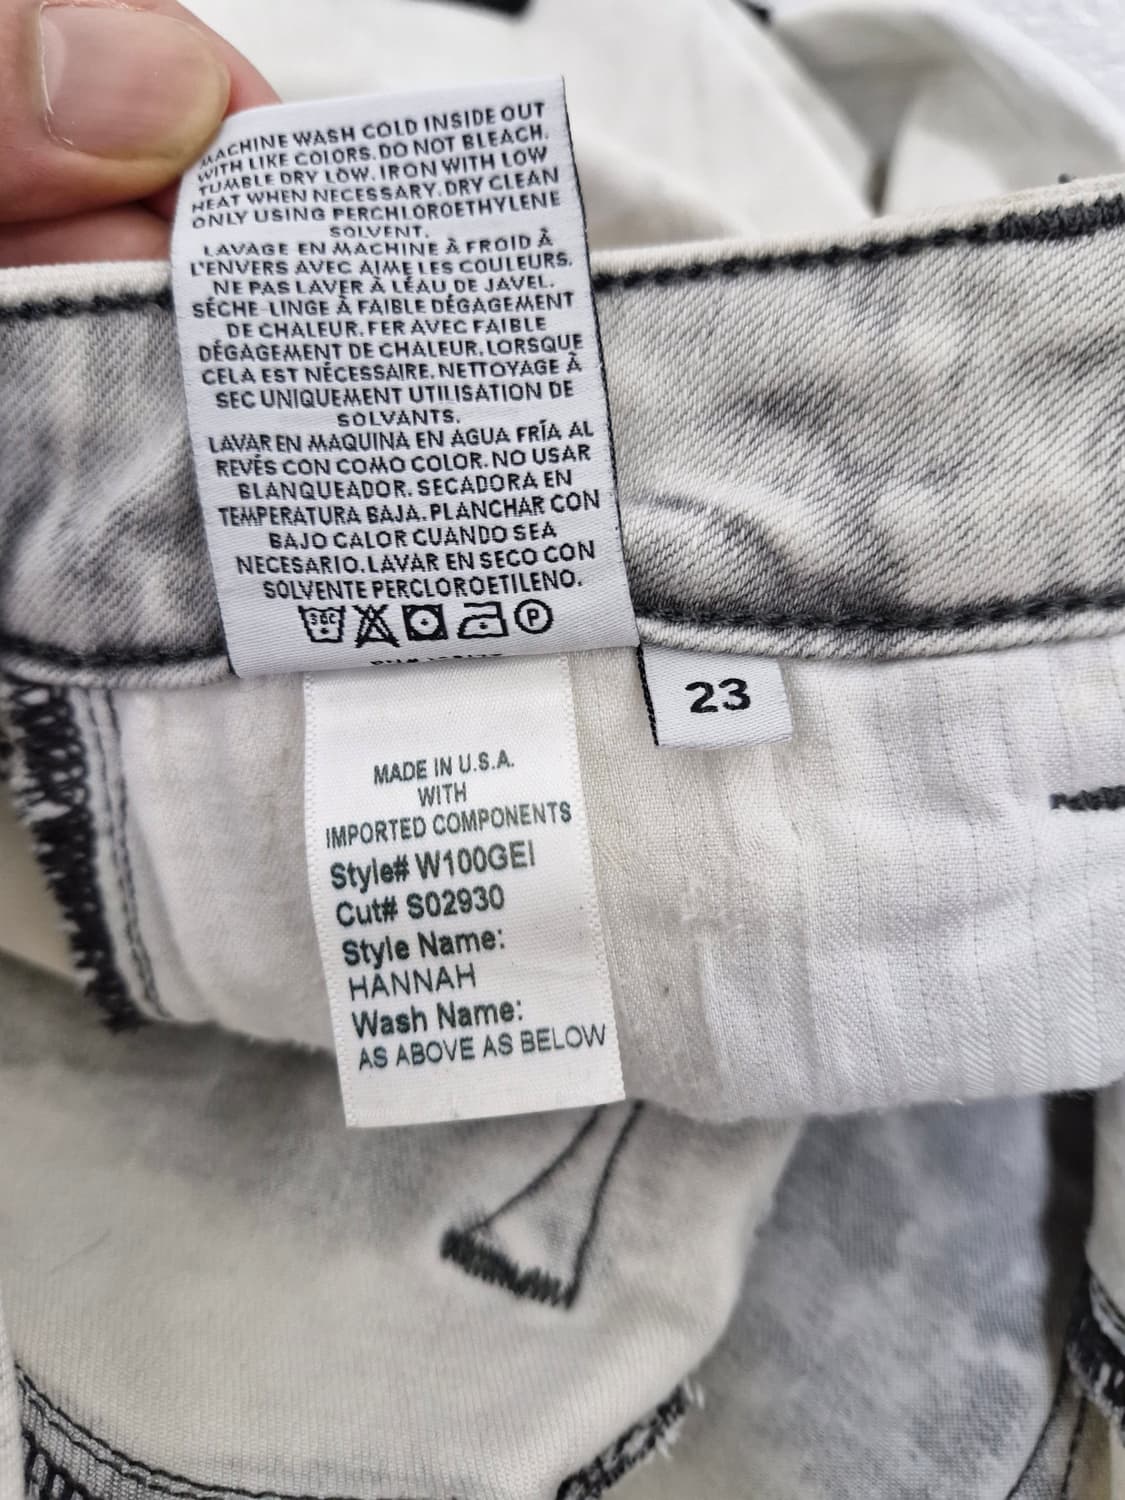 MACHINE WASH COLD INSIDE OUT
WITH LIKE COLORS. DO NOT BLEACH.
TUMBLE DRY LOW. IRON WITH LOW
HEAT WHEN NECESSARY. DRY CLEAN
ONLY USING PERCHLOROETHYLENE
SOLVENT.
LAVAGE EN MACHINE À FROID À
L'ENVERS AVEC AIME LES COULEURS.
NE PAS LAVER À LÉAU DE JAVEL.
SÉCHE-LINGE À FAIBLE DÉGAGEMENT
DE CHALEUR. FER AVEC FAIBLE
DÉGAGEMENT DE CHALEUR, LORSQUE
CELA EST NÉCESSAIRE. NETTOYAGE À
SEC UNIQUEMENT UTILISATION DE
SOLVANTS.
LAVAR EN MAQUINA EN AGUA FRÍA AL
REVÉS CON COMO COLOR. NO USAR
BLANQUEADOR. SECADORA EN
TEMPERATURA BAJA. PLANCHAR CON
BAJO CALOR CUANDO SEA
NECESARIO. LAVAR EN SECO CON
SOLVENTE PERCLOROETILENO.
30C P
23
MADE IN U.S.A.
WITH
IMPORTED COMPONENTS
Style# W100GEI
Cut# S02930
Style Name:
HANNAH
Wash Name:
AS ABOVE AS BELOW